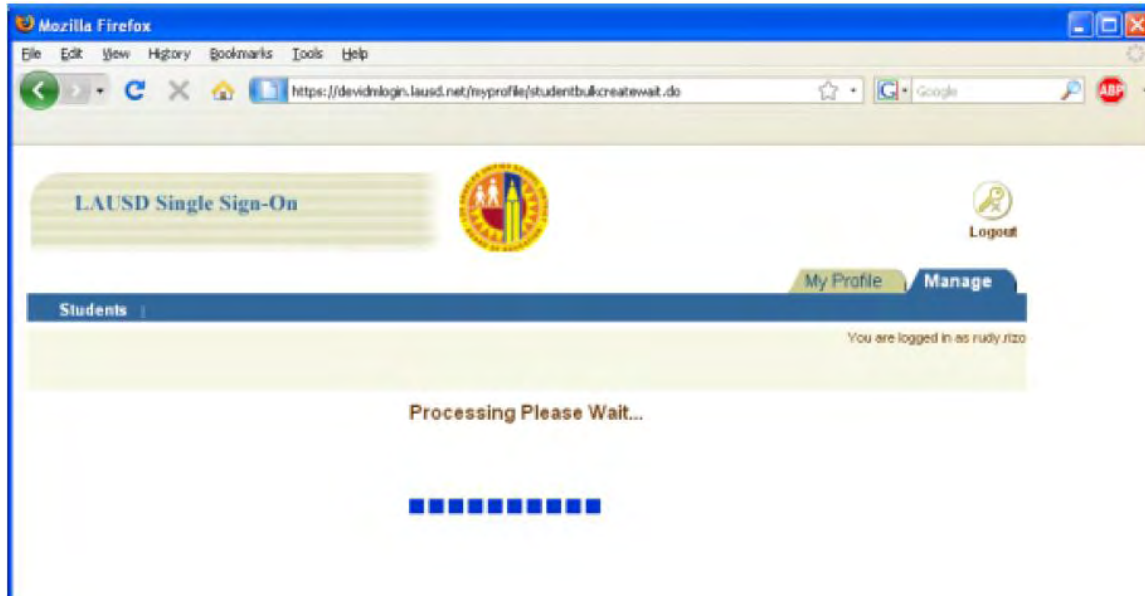 Mozilla Firefox
File Edit View History Bookmarks Tools Help
https://devidmlogin.lausd.net/myprofile/studentbulkcreatewait.do Google ABP
LAUSD Single Sign-On
Logout
My Profile Manage
Students |
You are logged in as rudy.rizo
Processing Please Wait...